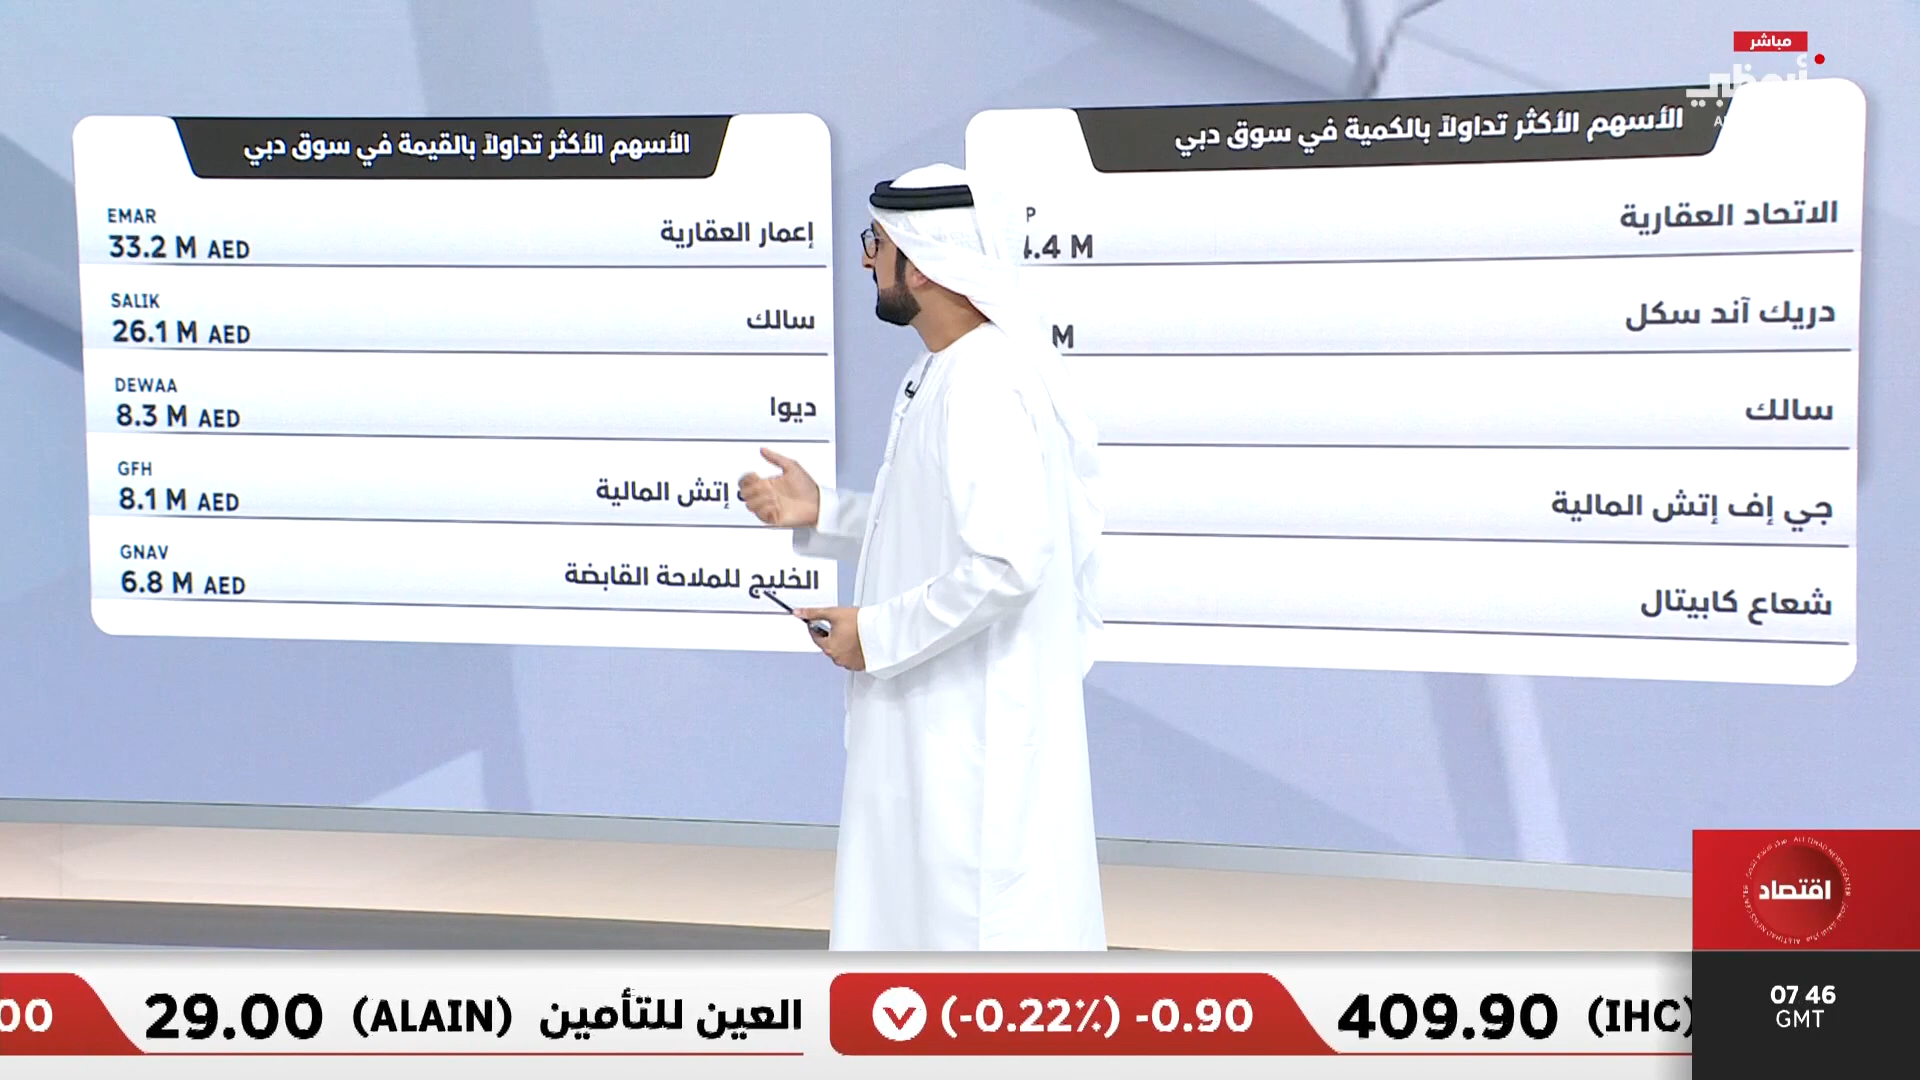 مباشر
أبوظبي
الأسهم الأكثر تداولاً بالكمية في سوق دبي
الاتحاد العقارية
.4 M
دريك آند سكل
M
سالك
جي إف إتش المالية
شعاع كابيتال
الأسهم الأكثر تداولاً بالقيمة في سوق دبي
إعمار العقارية
EMAR
33.2 M AED
سالك
SALIK
26.1 M AED
ديوا
DEWAA
8.3 M AED
إتش المالية
GFH
8.1 M AED
الخليج للملاحة القابضة
GNAV
6.8 M AED
اقتصاد
07 46
GMT
(IHC) 409.90 -0.90 (-0.22%)
العين للتأمين (ALAIN) 29.00